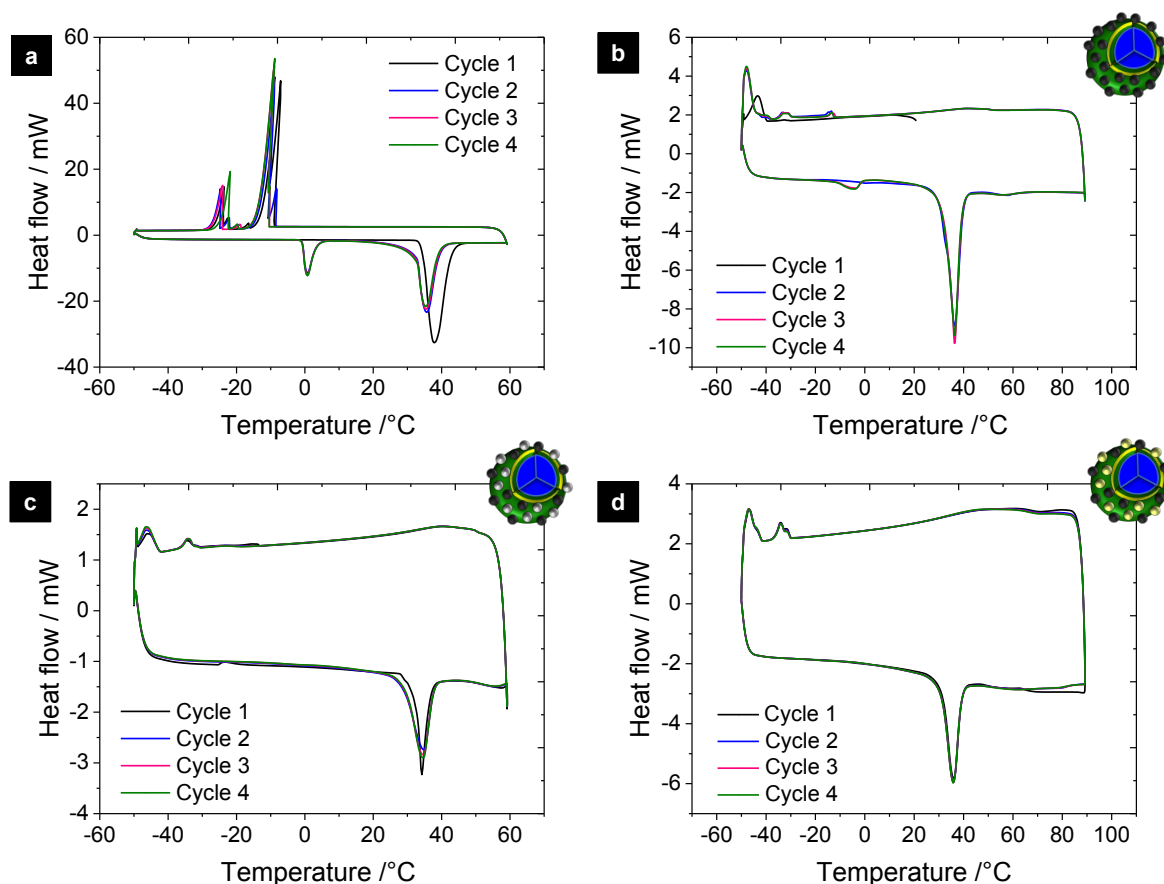 a
60
40
20
0
-20
-40
-60 -40 -20 0 20 40 60
Heat flow / mW
Temperature /°C
Cycle 1
Cycle 2
Cycle 3
Cycle 4
b
6
4
2
0
-2
-4
-6
-8
-10
-60 -40 -20 0 20 40 60 80 100
Heat flow / mW
Temperature /°C
Cycle 1
Cycle 2
Cycle 3
Cycle 4
c
2
1
0
-1
-2
-3
-4
-60 -40 -20 0 20 40 60
Heat flow / mW
Temperature /°C
Cycle 1
Cycle 2
Cycle 3
Cycle 4
d
4
2
0
-2
-4
-6
-60 -40 -20 0 20 40 60 80 100
Heat flow / mW
Temperature /°C
Cycle 1
Cycle 2
Cycle 3
Cycle 4